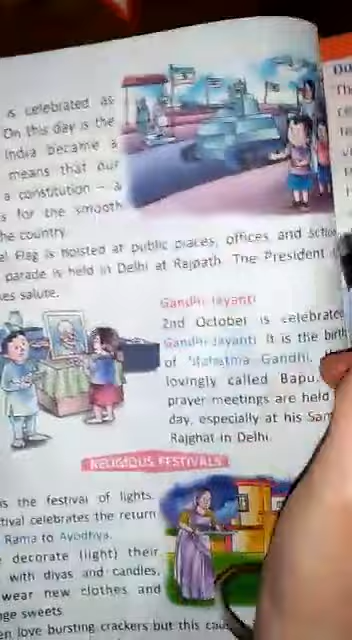 is celebrated as
On this day is the
India became a
means that our
a constitution – a
s for the smooth
he country.
Flag is hoisted at public places, offices and
parade is held in Delhi at Rajpath. The President
es salute.
Gandhi Jayanti
2nd October is celebrated
Gandhi Jayanti. It is the birth
of Mahatma Gandhi.
lovingly called Bapu.
prayer meetings are held
day, especially at his Sam
Rajghat in Delhi.
RELIGIOUS FESTIVALS
is the festival of lights.
tival celebrates the return
Rama to Ayodhya.
decorate (light) their
with diyas and candles,
wear new clothes and
ge sweets.
en love bursting crackers but this cau